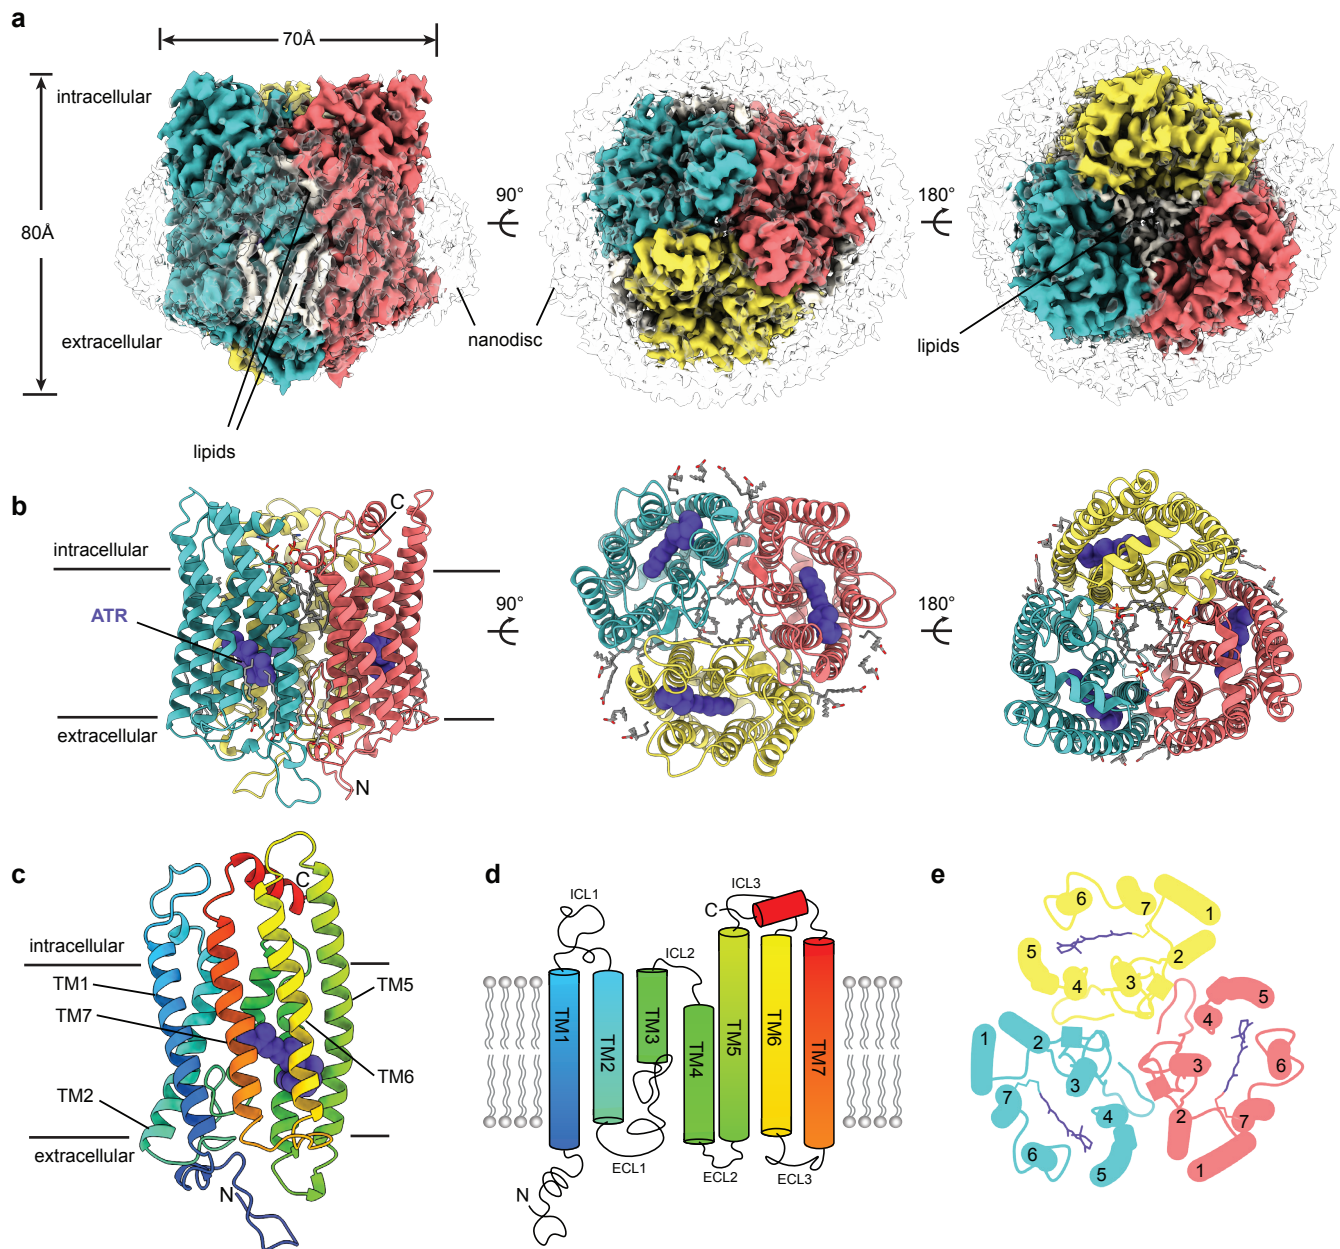 a
70Å
intracellular
80Å
extracellular
lipids
90°
nanodisc
180°
lipids
b
intracellular
ATR
extracellular
C
N
90°
180°
c
intracellular
TM1
TM7
TM2
extracellular
C
TM5
TM6
N
d
ICL1
ICL2
ICL3
C
TM1
TM2
TM3
TM4
TM5
TM6
TM7
ECL1
ECL2
ECL3
N
e
6
7
1
5
4
3
2
1
2
3
7
4
6
5
5
4
3
6
2
7
1